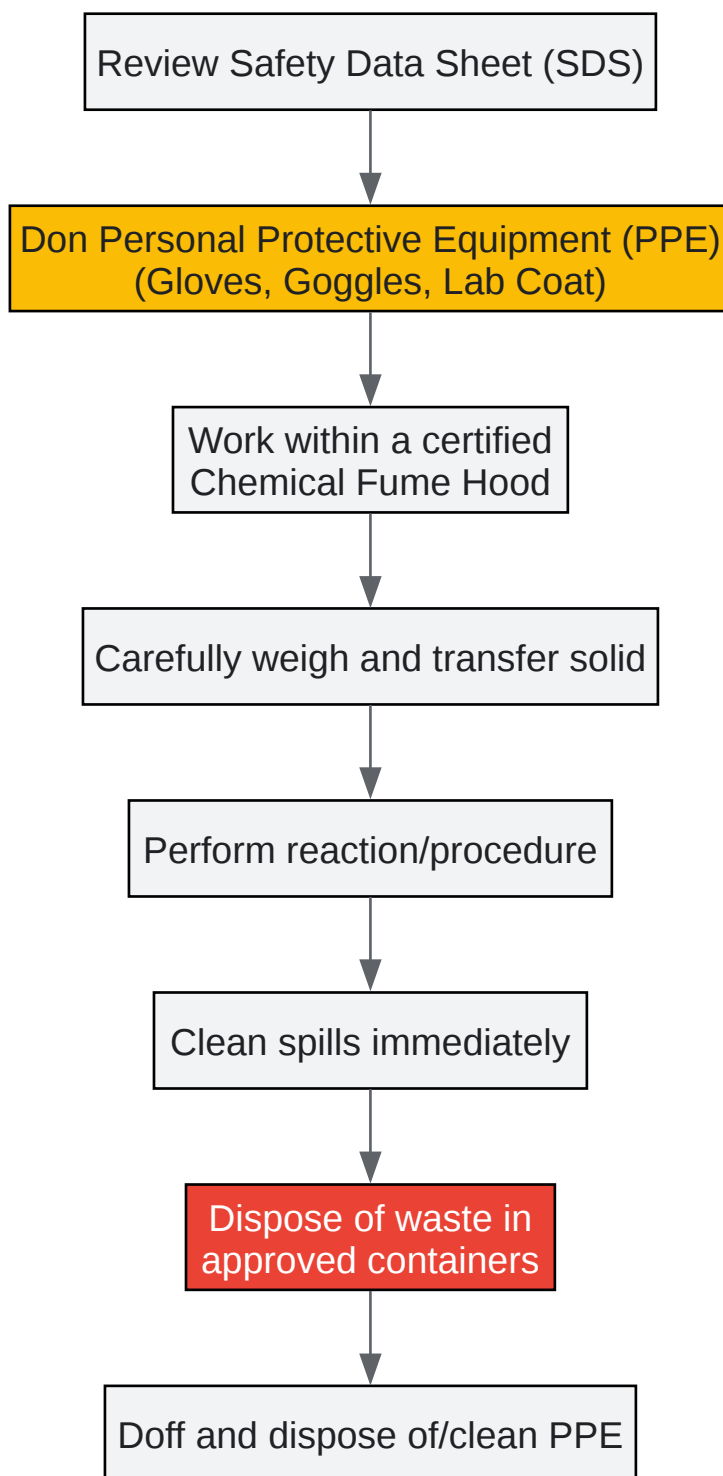 Review Safety Data Sheet (SDS)
Don Personal Protective Equipment (PPE)
(Gloves, Goggles, Lab Coat)
Work within a certified
Chemical Fume Hood
Carefully weigh and transfer solid
Perform reaction/procedure
Clean spills immediately
Dispose of waste in
approved containers
Doff and dispose of/clean PPE